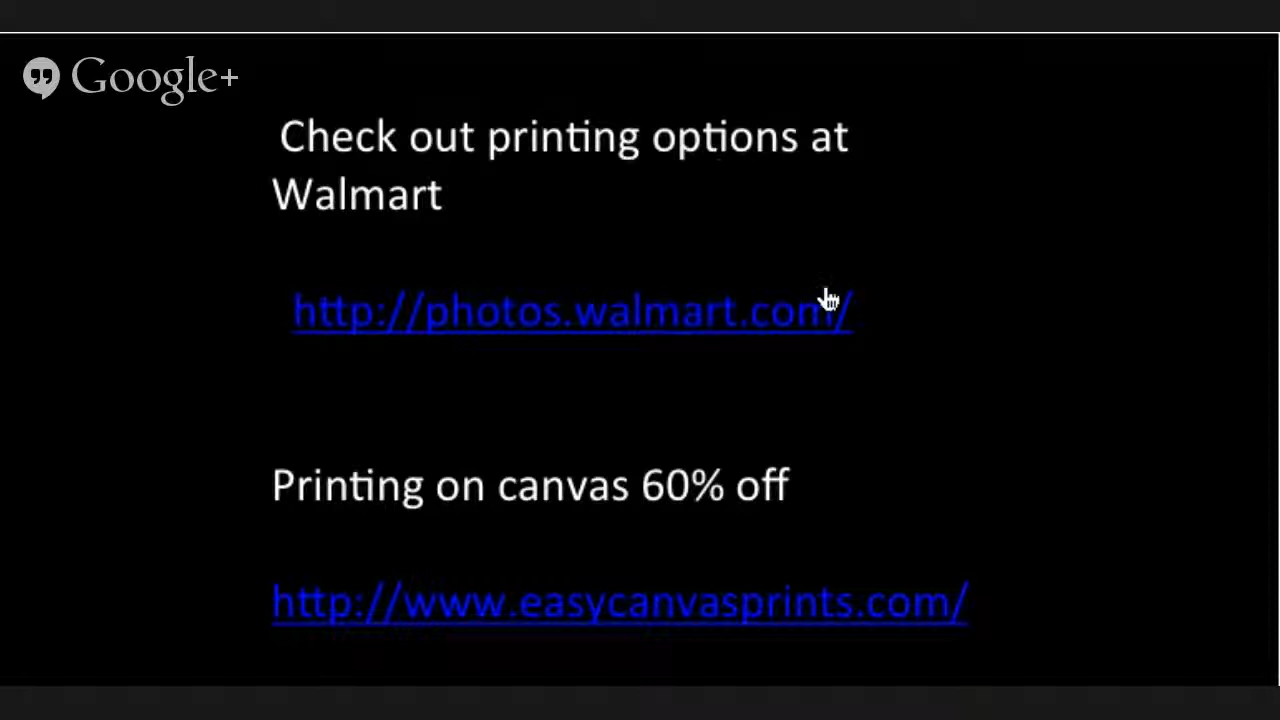 Google+
Check out printing options at
Walmart
http://photos.walmart.com/
Printing on canvas 60% off
http://www.easycanvasprints.com/